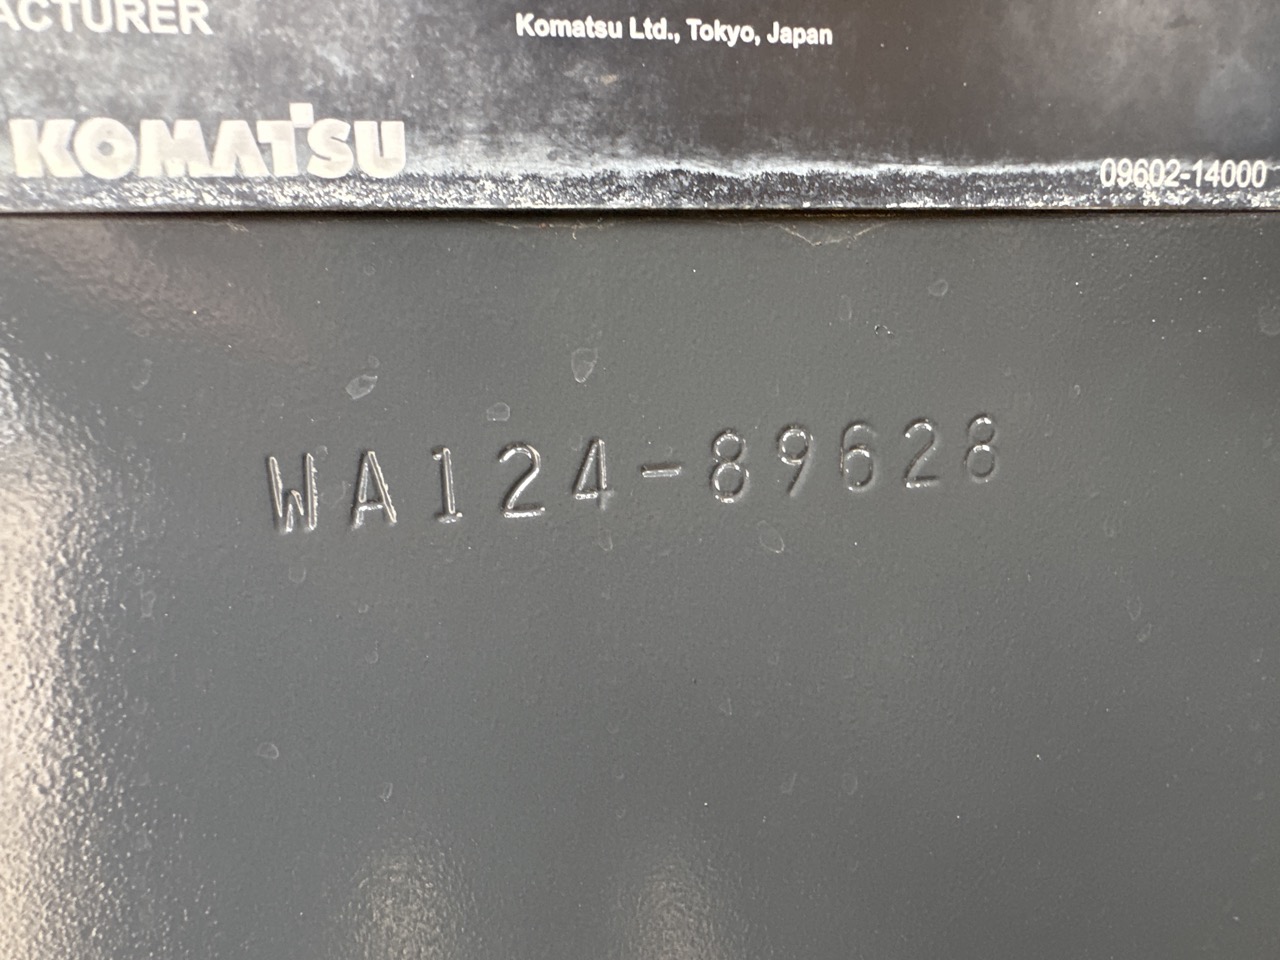 ACTURER
Komatsu Ltd., Tokyo, Japan
KOMATSU
09602-14000
WA124-89628